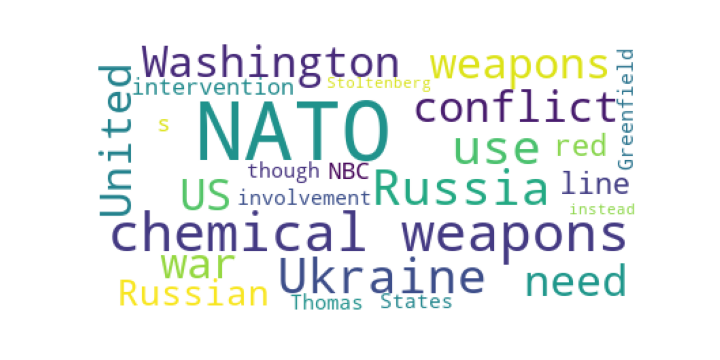 Washington weapons
intervention Stoltenberg
United
Greenfield
NATO conflict
s use red
though NBC
US involvement Russia line
instead
chemical weapons
war Ukraine need
Russian Thomas States